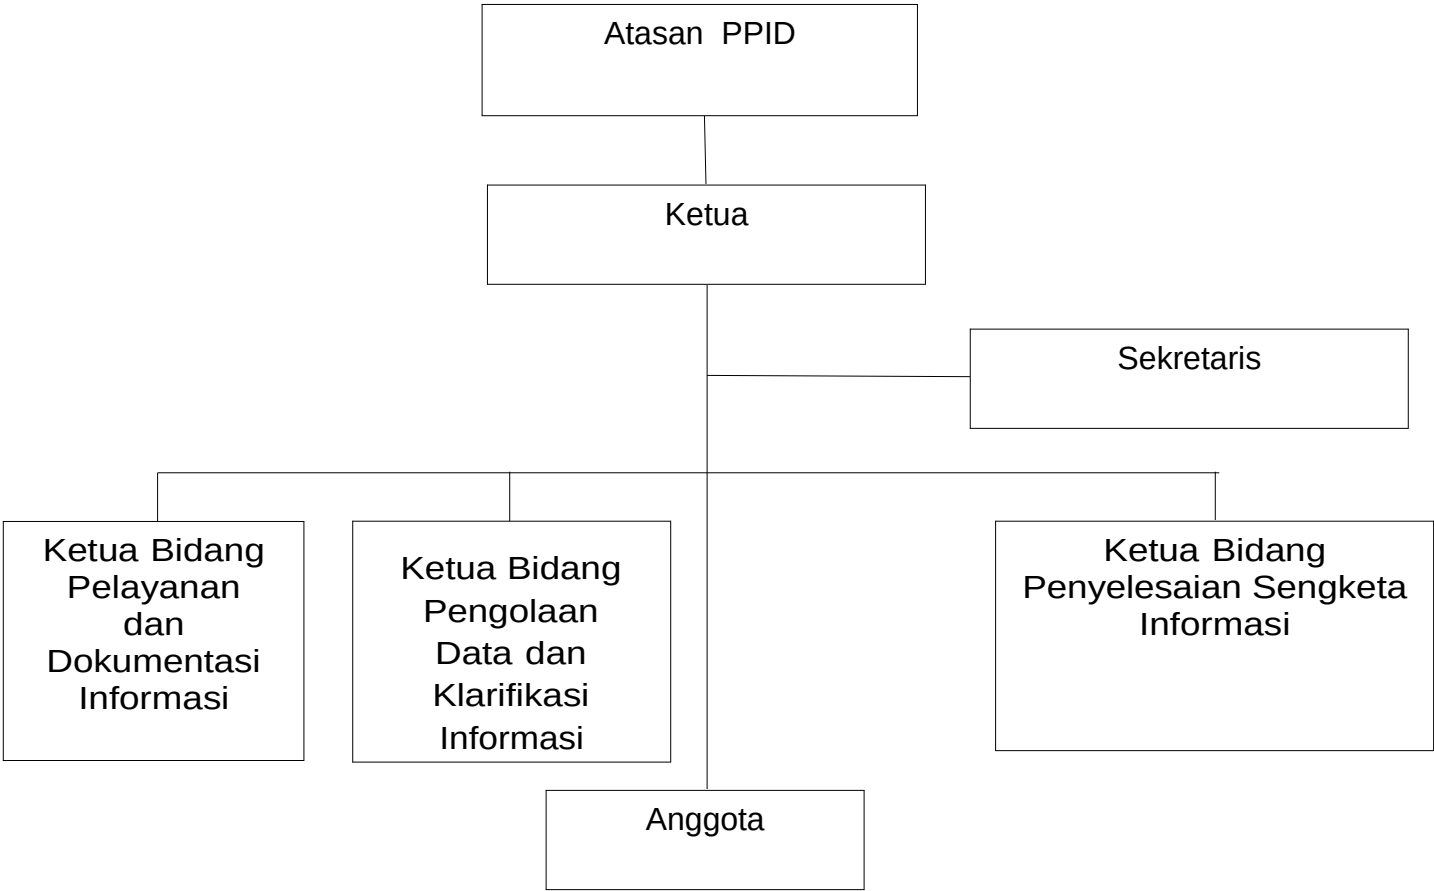 Atasan  PPID
Ketua
Sekretaris
Ketua Bidang
Pelayanan
dan
Dokumentasi
Informasi
Ketua Bidang
Pengolaan
Data dan
Klarifikasi
Informasi
Ketua Bidang
Penyelesaian Sengketa
Informasi
Anggota